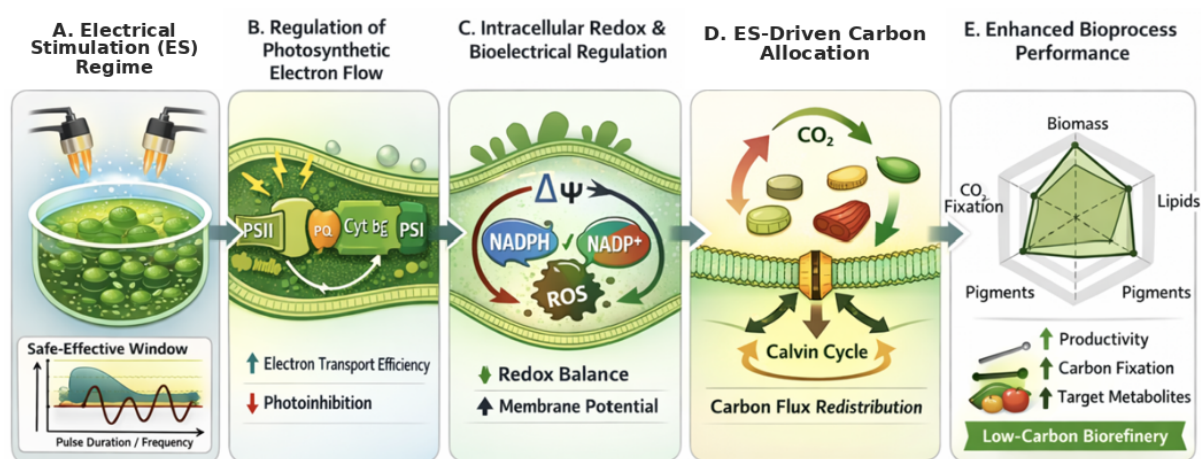 A. Electrical
Stimulation (ES)
Regime
Safe-Effective Window
Pulse Duration / Frequency
B. Regulation of
Photosynthetic
Electron Flow
PSII
PQ
Cyt bE
PSI
Electron Transport Efficiency
Photoinhibition
C. Intracellular Redox &
Bioelectrical Regulation
Δ Ψ
NADPH
NADP+
ROS
Redox Balance
Membrane Potential
D. ES-Driven Carbon
Allocation
CO₂
Calvin Cycle
Carbon Flux Redistribution
E. Enhanced Bioprocess
Performance
Biomass
CO₂
Fixation
Lipids
Pigments
Pigments
Productivity
Carbon Fixation
Target Metabolites
Low-Carbon Biorefinery